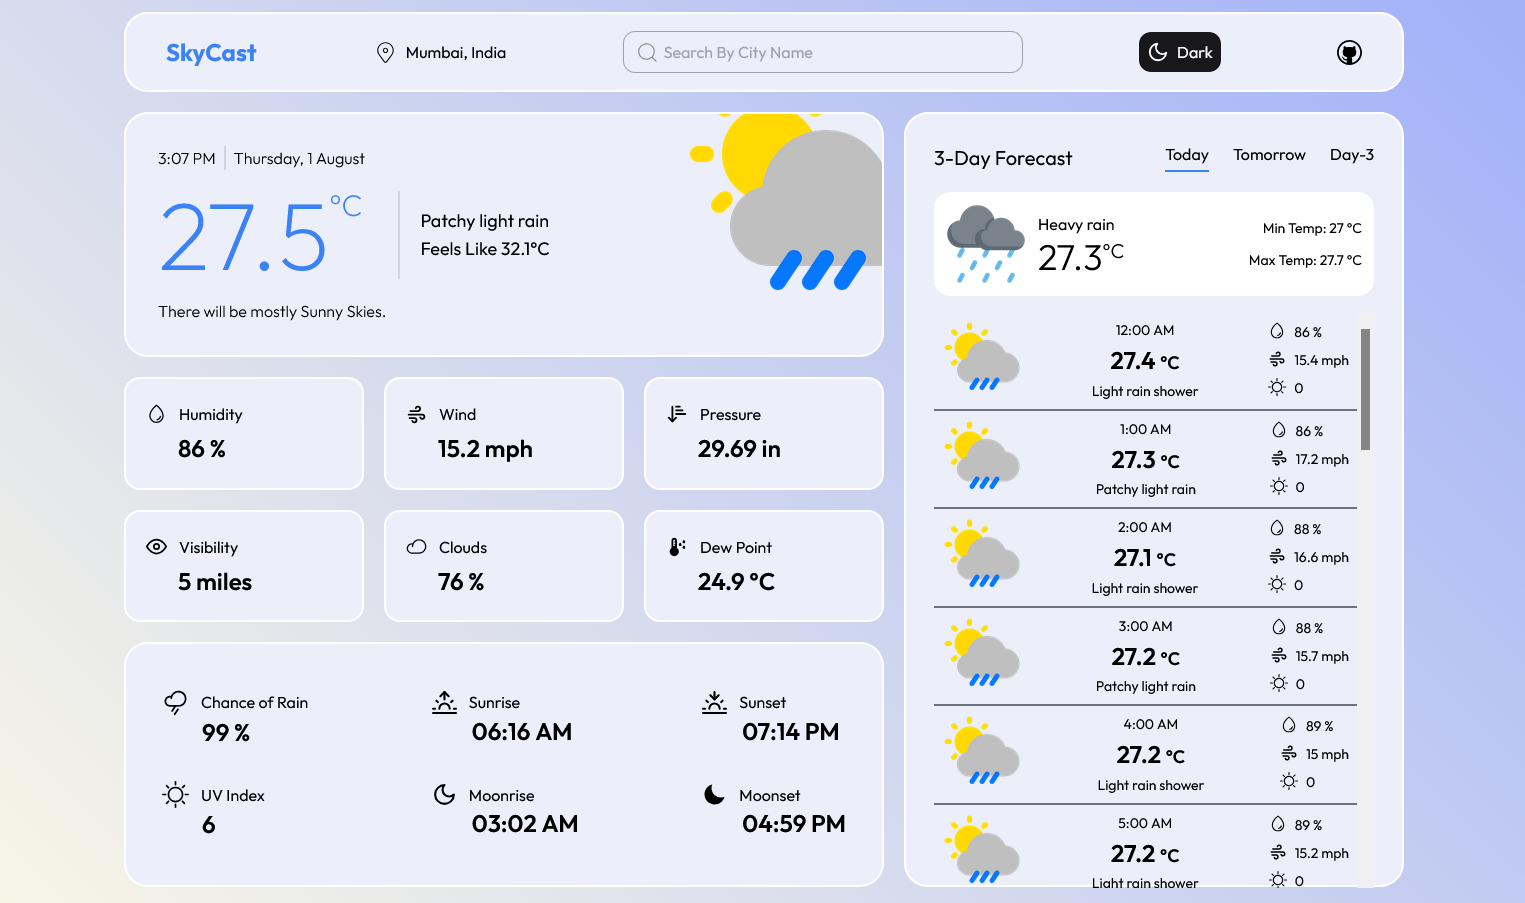 SkyCast
Mumbai, India
Search By City Name
Dark
3:07 PM
Thursday, 1 August
27.5 °C
Patchy light rain
Feels Like 32.1°C
There will be mostly Sunny Skies.
Humidity
86 %
Wind
15.2 mph
Pressure
29.69 in
Visibility
5 miles
Clouds
76 %
Dew Point
24.9 °C
Chance of Rain
99 %
Sunrise
06:16 AM
Sunset
07:14 PM
UV Index
6
Moonrise
03:02 AM
Moonset
04:59 PM
3-Day Forecast
Today
Tomorrow
Day-3
Heavy rain
27.3°C
Min Temp: 27 °C
Max Temp: 27.7 °C
12:00 AM
27.4 °C
Light rain shower
86 %
15.4 mph
0
1:00 AM
27.3 °C
Patchy light rain
86 %
17.2 mph
0
2:00 AM
27.1 °C
Light rain shower
88 %
16.6 mph
0
3:00 AM
27.2 °C
Patchy light rain
88 %
15.7 mph
0
4:00 AM
27.2 °C
Light rain shower
89 %
15 mph
0
5:00 AM
27.2 °C
Light rain shower
89 %
15.2 mph
0